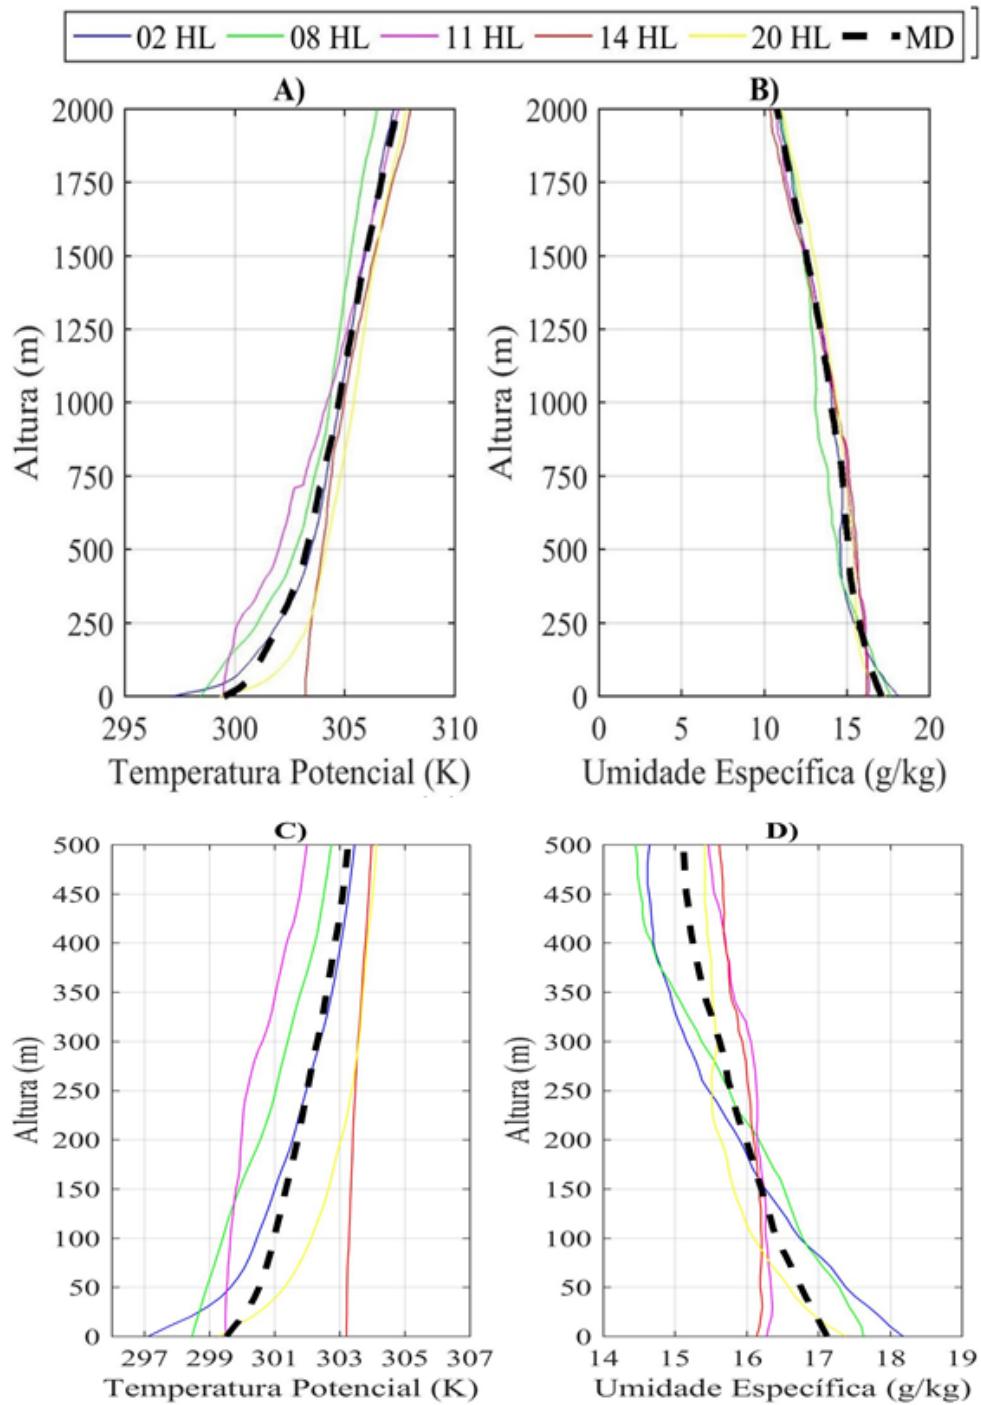 02 HL 08 HL 11 HL 14 HL 20 HL MD
A) B)
2000
1750
1500
1250
1000
750
500
250
0
Altura (m)
295 300 305 310
Temperatura Potencial (K)
2000
1750
1500
1250
1000
750
500
250
0
Altura (m)
0 5 10 15 20
Umidade Específica (g/kg)
C)
500
450
400
350
300
250
200
150
100
50
0
Altura (m)
297 299 301 303 305 307
Temperatura Potencial (K)
D)
500
450
400
350
300
250
200
150
100
50
0
Altura (m)
14 15 16 17 18 19
Umidade Específica (g/kg)